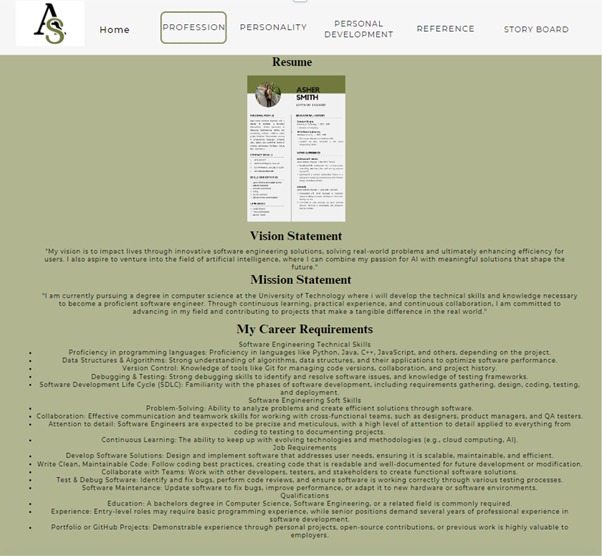 AS
Home
PROFESSION
PERSONALITY
PERSONAL
DEVELOPMENT
REFERENCE
STORY BOARD
Resume
ASHER
SMITH
Vision Statement
"My vision is to impact lives through innovative software engineering solutions, solving real-world problems and ultimately enhancing efficiency for
users. I also aspire to venture into the field of artificial intelligence, where I can combine my passion for AI with meaningful solutions that shape the
future."
Mission Statement
"I am currently pursuing a degree in computer science at the University of Technology where i will develop the technical skills and knowledge necessary
to become a proficient software engineer. Through continuous learning, practical experience, and continuous collaboration, I am committed to
advancing in my field and contributing to projects that make a tangible difference in the real world."
My Career Requirements
Software Engineering Technical Skills
Proficiency in programming languages: Proficiency in languages like Python, Java, C++, JavaScript, and others, depending on the project.
Data Structures & Algorithms: Strong understanding of algorithms, data structures, and their applications to optimize software performance.
Version Control: Knowledge of tools like Git for managing code versions, collaboration, and project history.
Debugging & Testing: Strong debugging skills to identify and resolve software issues, and knowledge of testing frameworks.
Software Development Life Cycle (SDLC): Familiarity with the phases of software development, including requirements gathering, design, coding, testing,
and deployment.
Software Engineering Soft Skills
Problem-Solving: Ability to analyze problems and create efficient solutions through software.
Collaboration: Effective communication and teamwork skills for working with cross-functional teams, such as designers, product managers, and QA testers.
Attention to detail: Software Engineers are expected to be precise and meticulous, with a high level of attention to detail applied to everything from
coding to testing to documenting projects.
Continuous Learning: The ability to keep up with evolving technologies and methodologies (e.g., cloud computing, AI).
Job Requirements
Develop Software Solutions: Design and implement software that addresses user needs, ensuring it is scalable, maintainable, and efficient.
Write Clean, Maintainable Code: Follow coding best practices, creating code that is readable and well-documented for future development or modification.
Collaborate with Teams: Work with other developers, testers, and stakeholders to create functional software solutions.
Test & Debug Software: Identify and fix bugs, perform code reviews, and ensure software is working correctly through various testing processes.
Software Maintenance: Update software to fix bugs, improve performance, or adapt it to new hardware or software environments.
Qualifications
Education: A bachelors degree in Computer Science, Software Engineering, or a related field is commonly required.
Experience: Entry-level roles may require basic programming experience, while senior positions demand several years of professional experience in
software development.
Portfolio or GitHub Projects: Demonstrable experience through personal projects, open-source contributions, or previous work is highly valuable to
employers.